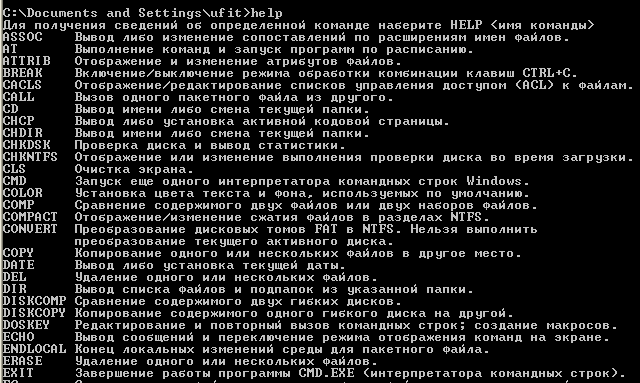 C:\Documents and Settings\ufit>help
Для получения сведений об определенной команде наберите HELP <имя команды>
ASSOC Вывод либо изменение сопоставлений по расширениям имен файлов.
AT Выполнение команд и запуск программ по расписанию.
ATTRIB Отображение и изменение атрибутов файлов.
BREAK Включение/выключение режима обработки комбинации клавиш CTRL+C.
CACLS Отображение/редактирование списков управления доступом (ACL) к файлам.
CALL Вызов одного пакетного файла из другого.
CD Вывод имени либо смена текущей папки.
CHCP Вывод либо установка активной кодовой страницы.
CHDIR Вывод имени либо смена текущей папки.
CHKDSK Проверка диска и вывод статистики.
CHKNTFS Отображение или изменение выполнения проверки диска во время загрузки.
CLS Очистка экрана.
CMD Запуск еще одного интерпретатора командных строк Windows.
COLOR Установка цвета текста и фона, используемых по умолчанию.
COMP Сравнение содержимого двух файлов или двух наборов файлов.
COMPACT Отображение/изменение сжатия файлов в разделах NTFS.
CONVERT Преобразование дисковых томов FAT в NTFS. Нельзя выполнить
преобразование текущего активного диска.
COPY Копирование одного или нескольких файлов в другое место.
DATE Вывод либо установка текущей даты.
DEL Удаление одного или нескольких файлов.
DIR Вывод списка файлов и подпапок из указанной папки.
DISKCOMP Сравнение содержимого двух гибких дисков.
DISKCOPY Копирование содержимого одного гибкого диска на другой.
DOSKEY Редактирование и повторный вызов командных строк; создание макросов.
ECHO Вывод сообщений и переключение режима отображения команд на экране.
ENDLOCAL Конец локальных изменений среды для пакетного файла.
ERASE Удаление одного или нескольких файлов.
EXIT Завершение работы программы CMD.EXE (интерпретатора командных строк).